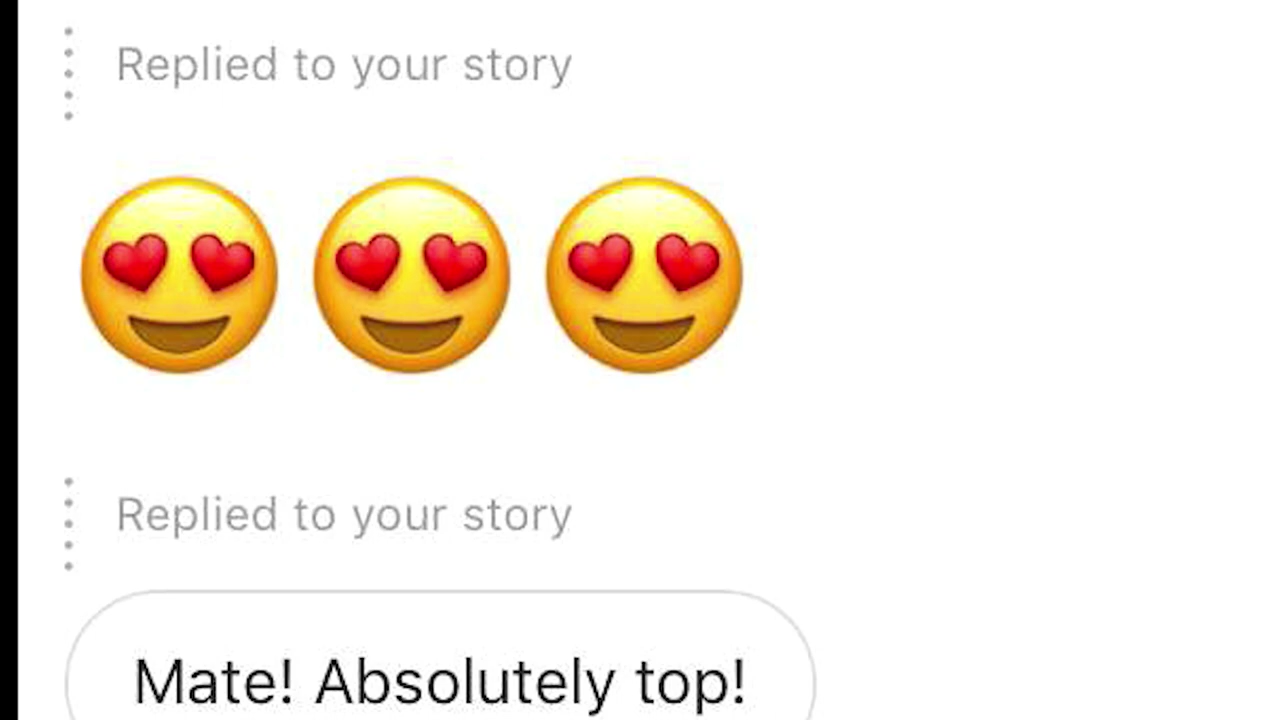 Replied to your story
😍 😍 😍
Replied to your story
Mate! Absolutely top!